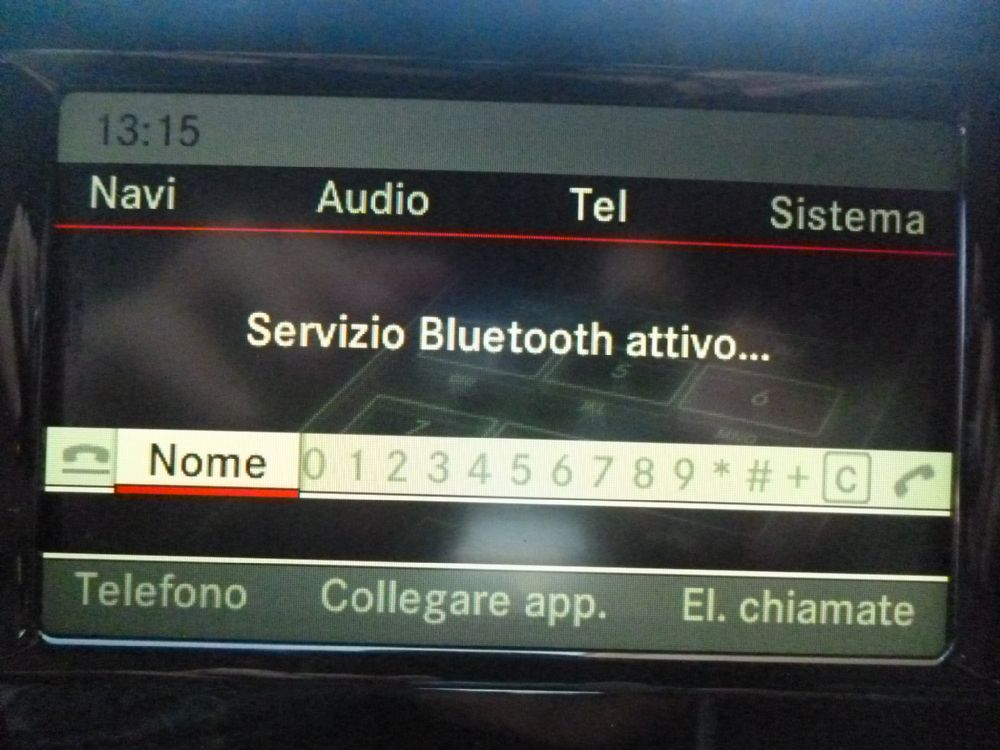 13:15
Navi Audio Tel Sistema
Servizio Bluetooth attivo...
Nome 0 1 2 3 4 5 6 7 8 9 * # + C
Telefono Collegare app. El. chiamate